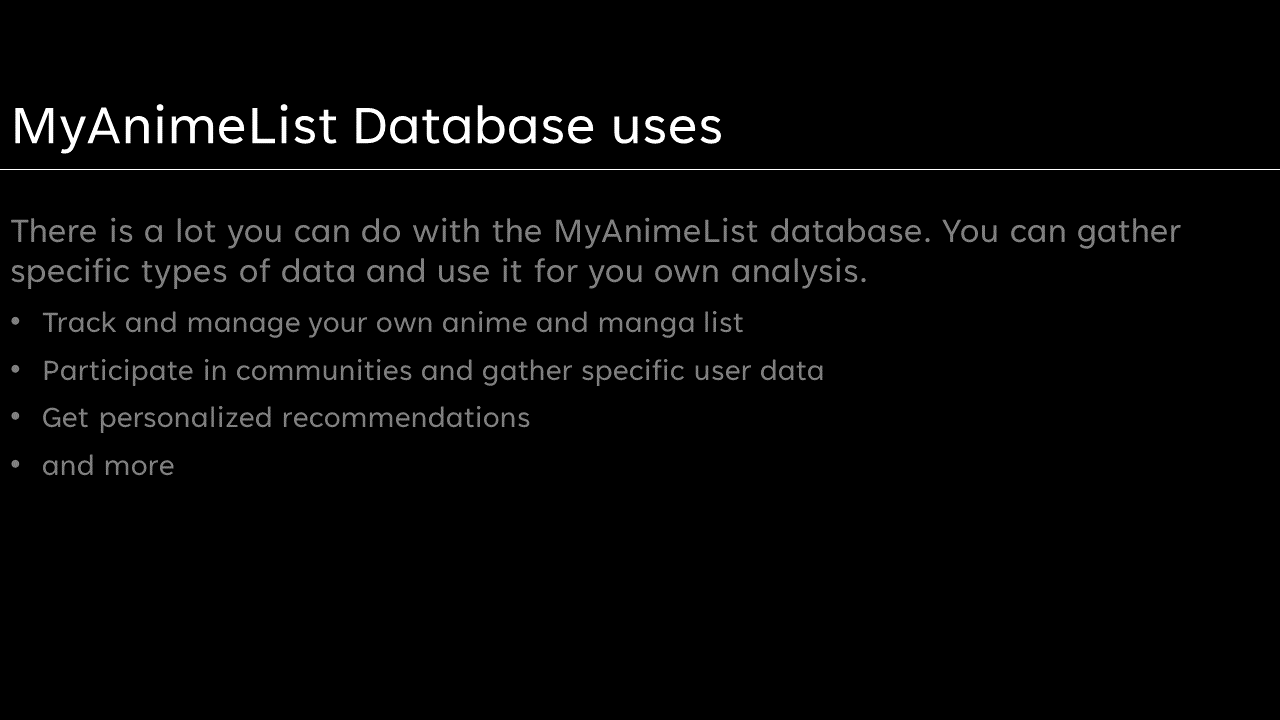 MyAnimeList Database uses
There is a lot you can do with the MyAnimeList database. You can gather
specific types of data and use it for you own analysis.
• Track and manage your own anime and manga list
• Participate in communities and gather specific user data
• Get personalized recommendations
• and more